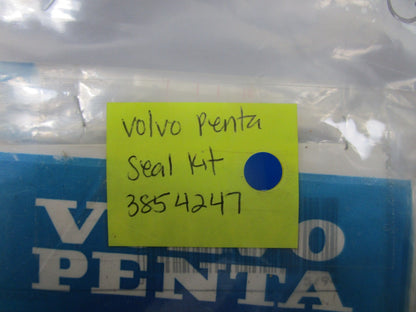 Volvo Penta
Seal Kit
3854247
VOLVO
PENTA